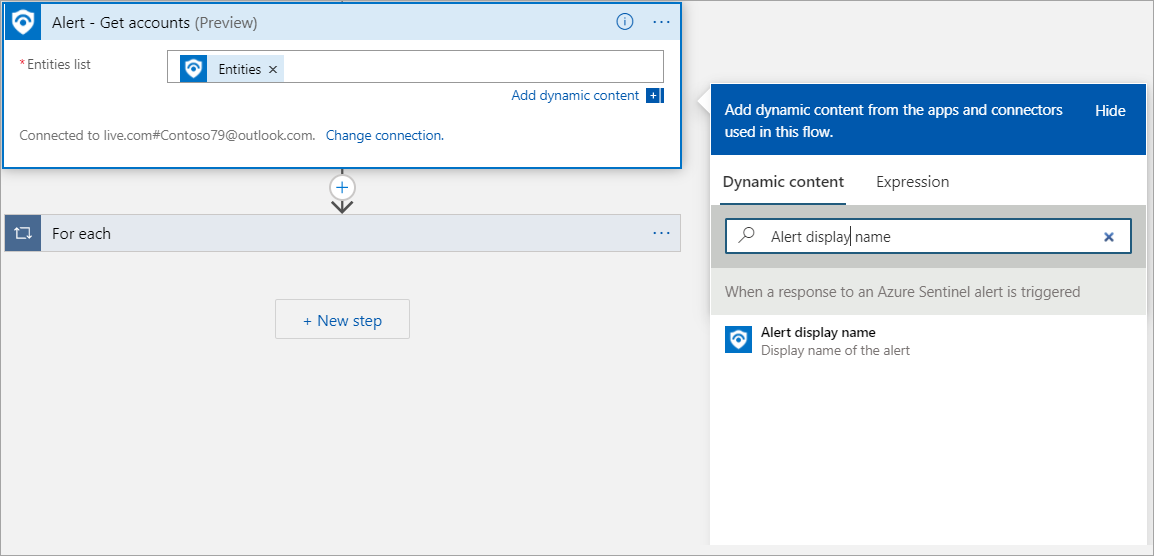 Alert - Get accounts (Preview)
* Entities list
Entities ×
Add dynamic content
Connected to live.com#Contoso79@outlook.com. Change connection.
For each
+ New step
Add dynamic content from the apps and connectors
used in this flow.
Hide
Dynamic content
Expression
Alert display name
When a response to an Azure Sentinel alert is triggered
Alert display name
Display name of the alert